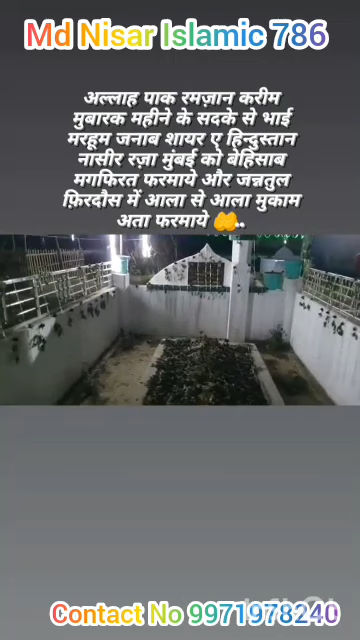 Md Nisar Islamic 786
अल्लाह पाक रमज़ान करीम
मुबारक महीने के सदके से भाई
मरहूम जनाब शायर ए हिन्दुस्तान
नासीर रज़ा मुंबई को बेहिसाब
मगफिरत फरमाये और जन्नतुल
फ़िरदौस में आला से आला मुकाम
अता फरमाये 🤲..
Contact No 9971978240